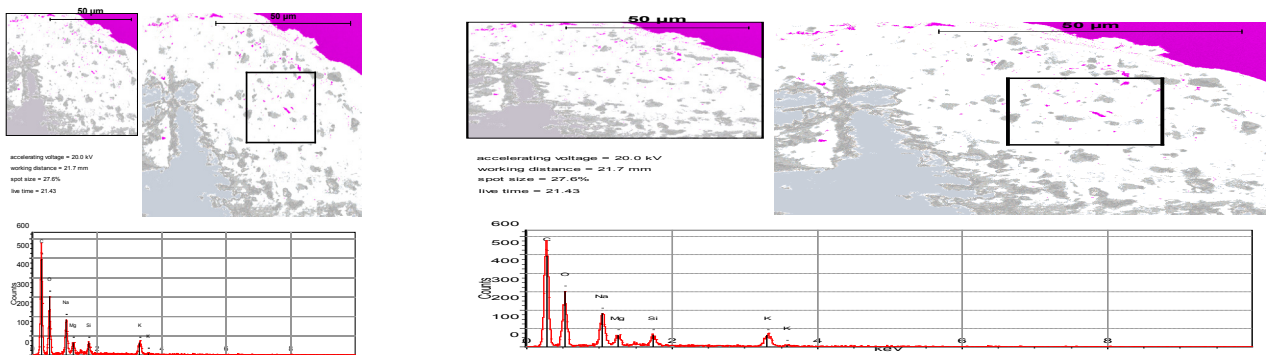 50 µm
50 µm
accelerating voltage = 20.0 kV
working distance = 21.7 mm
spot size = 27.6%
live time = 21.43
600
500
400
300
200
100
0
Counts
C
O
Na
Mg
Si
K
K
2
4
6
8
50 µm
50 µm
accelerating voltage = 20.0 kV
working distance = 21.7 mm
spot size = 27.6%
live time = 21.43
600
500
400
300
200
100
0
Counts
C
O
Na
Mg
Si
K
K
0
2
4
6
8
keV